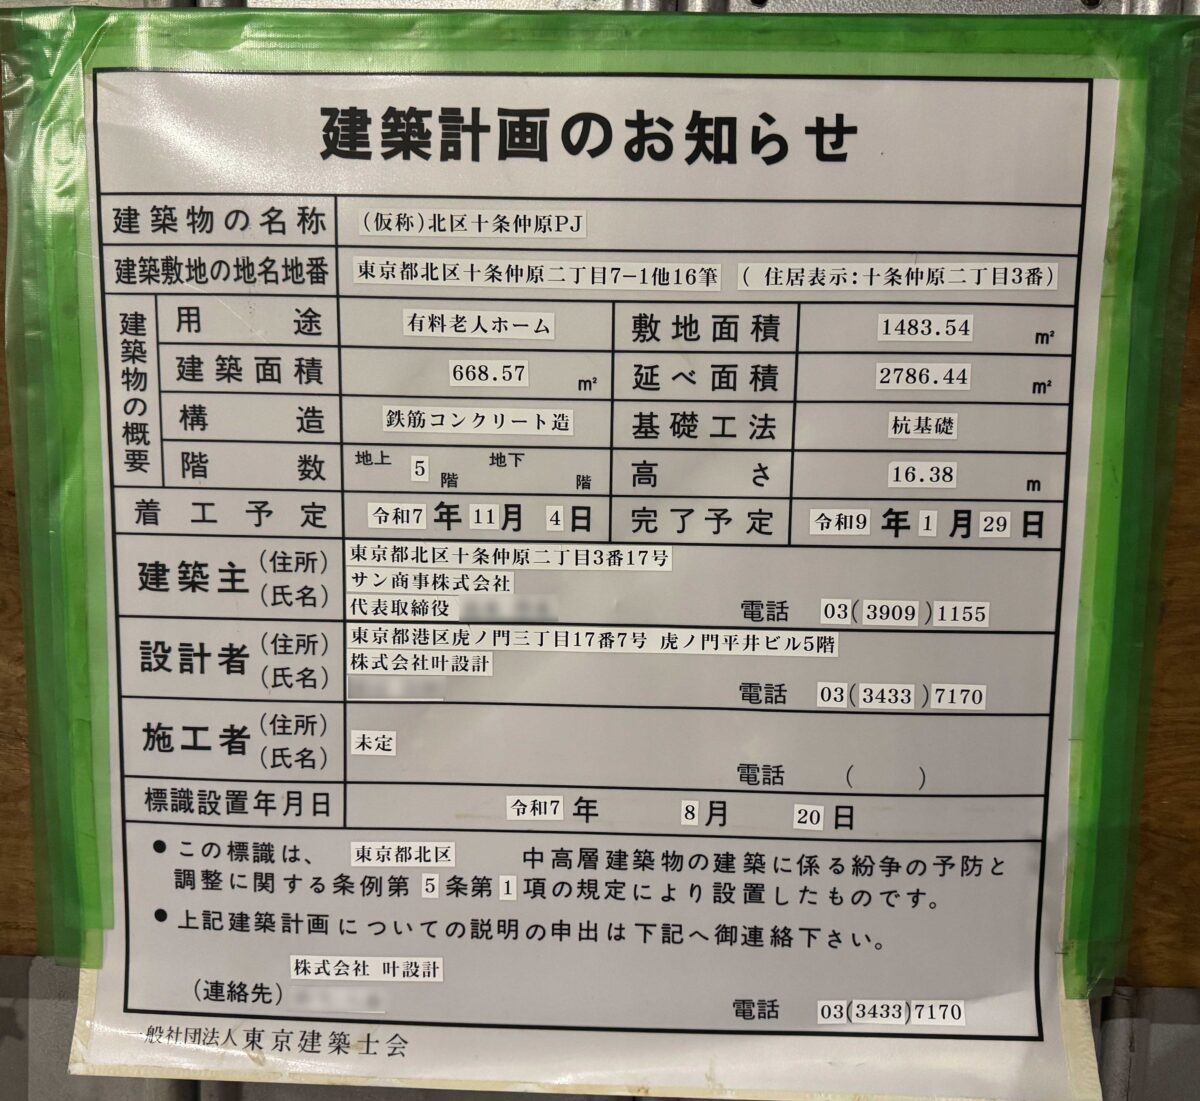 建築計画のお知らせ
建築物の名称 (仮称)北区十条仲原PJ
建築敷地の地名地番 東京都北区十条仲原二丁目7-1他16筆 ( 住居表示:十条仲原二丁目3番)
建築物の概要
用途 有料老人ホーム 敷地面積 1483.54 m²
建築面積 668.57 m² 延べ面積 2786.44 m²
構造 鉄筋コンクリート造 基礎工法 杭基礎
階数 地上 5 階 地下 階 高さ 16.38 m
着工予定 令和7年11月4日 完了予定 令和9年1月29日
建築主 (住所) 東京都北区十条仲原二丁目3番17号
(氏名) サン商事株式会社
代表取締役 電話 03(3909)1155
設計者 (住所) 東京都港区虎ノ門三丁目17番7号 虎ノ門平井ビル5階
(氏名) 株式会社叶設計
電話 03(3433)7170
施工者 (住所) (氏名) 未定
電話 ( )
標識設置年月日 令和7年 8月 20日
●この標識は、 東京都北区 中高層建築物の建築に係る紛争の予防と
調整に関する条例第5条第1項の規定により設置したものです。
●上記建築計画についての説明の申出は下記へ御連絡下さい。
株式会社 叶設計
(連絡先) 電話 03(3433)7170
一般社団法人東京建築士会